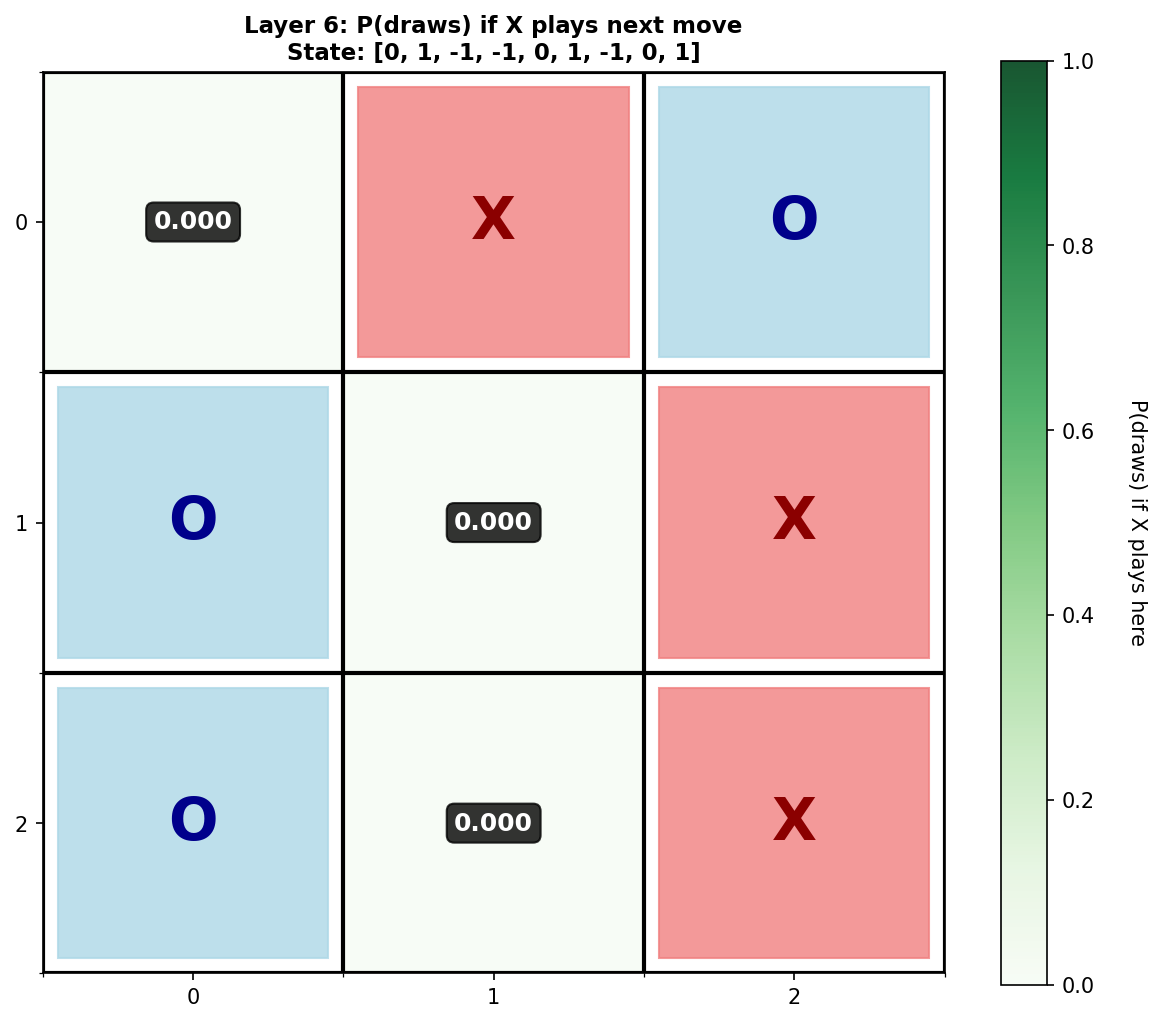 Layer 6: P(draws) if X plays next move
State: [0, 1, -1, -1, 0, 1, -1, 0, 1]
0 0.000 X O
1 O 0.000 X
2 O 0.000 X
0 1 2
1.0
0.8
0.6
0.4
0.2
0.0
P(draws) if X plays here